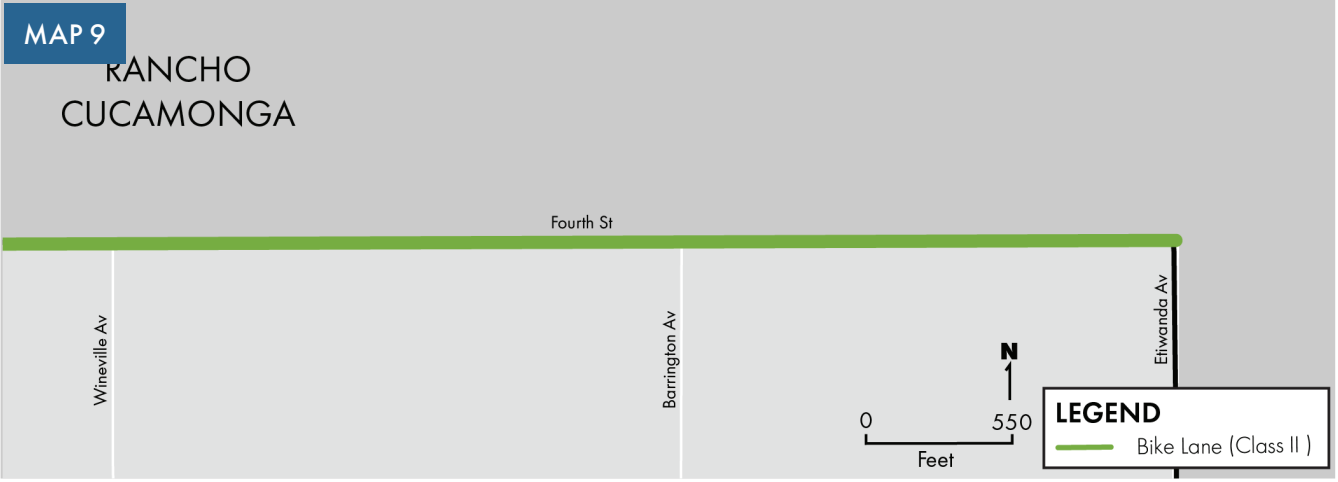 MAP 9
RANCHO
CUCAMONGA
Fourth St
Wineville Av
Barrington Av
Etiwanda Av
N
0 550
Feet
LEGEND
Bike Lane (Class II )